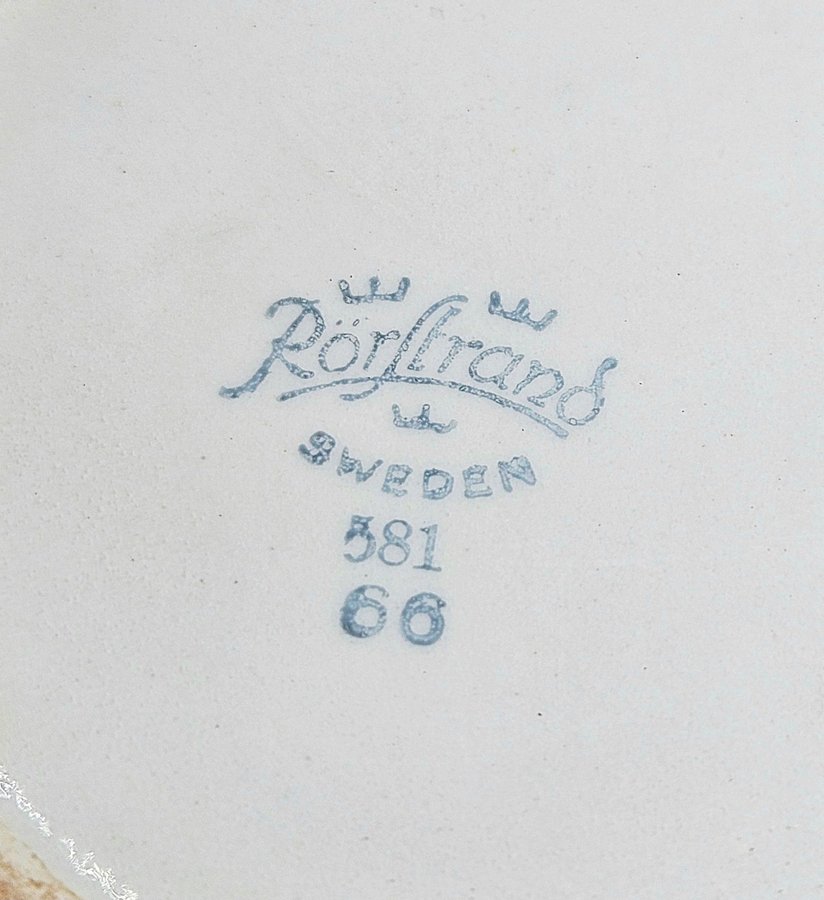 Rörstrand
SWEDEN
581
66